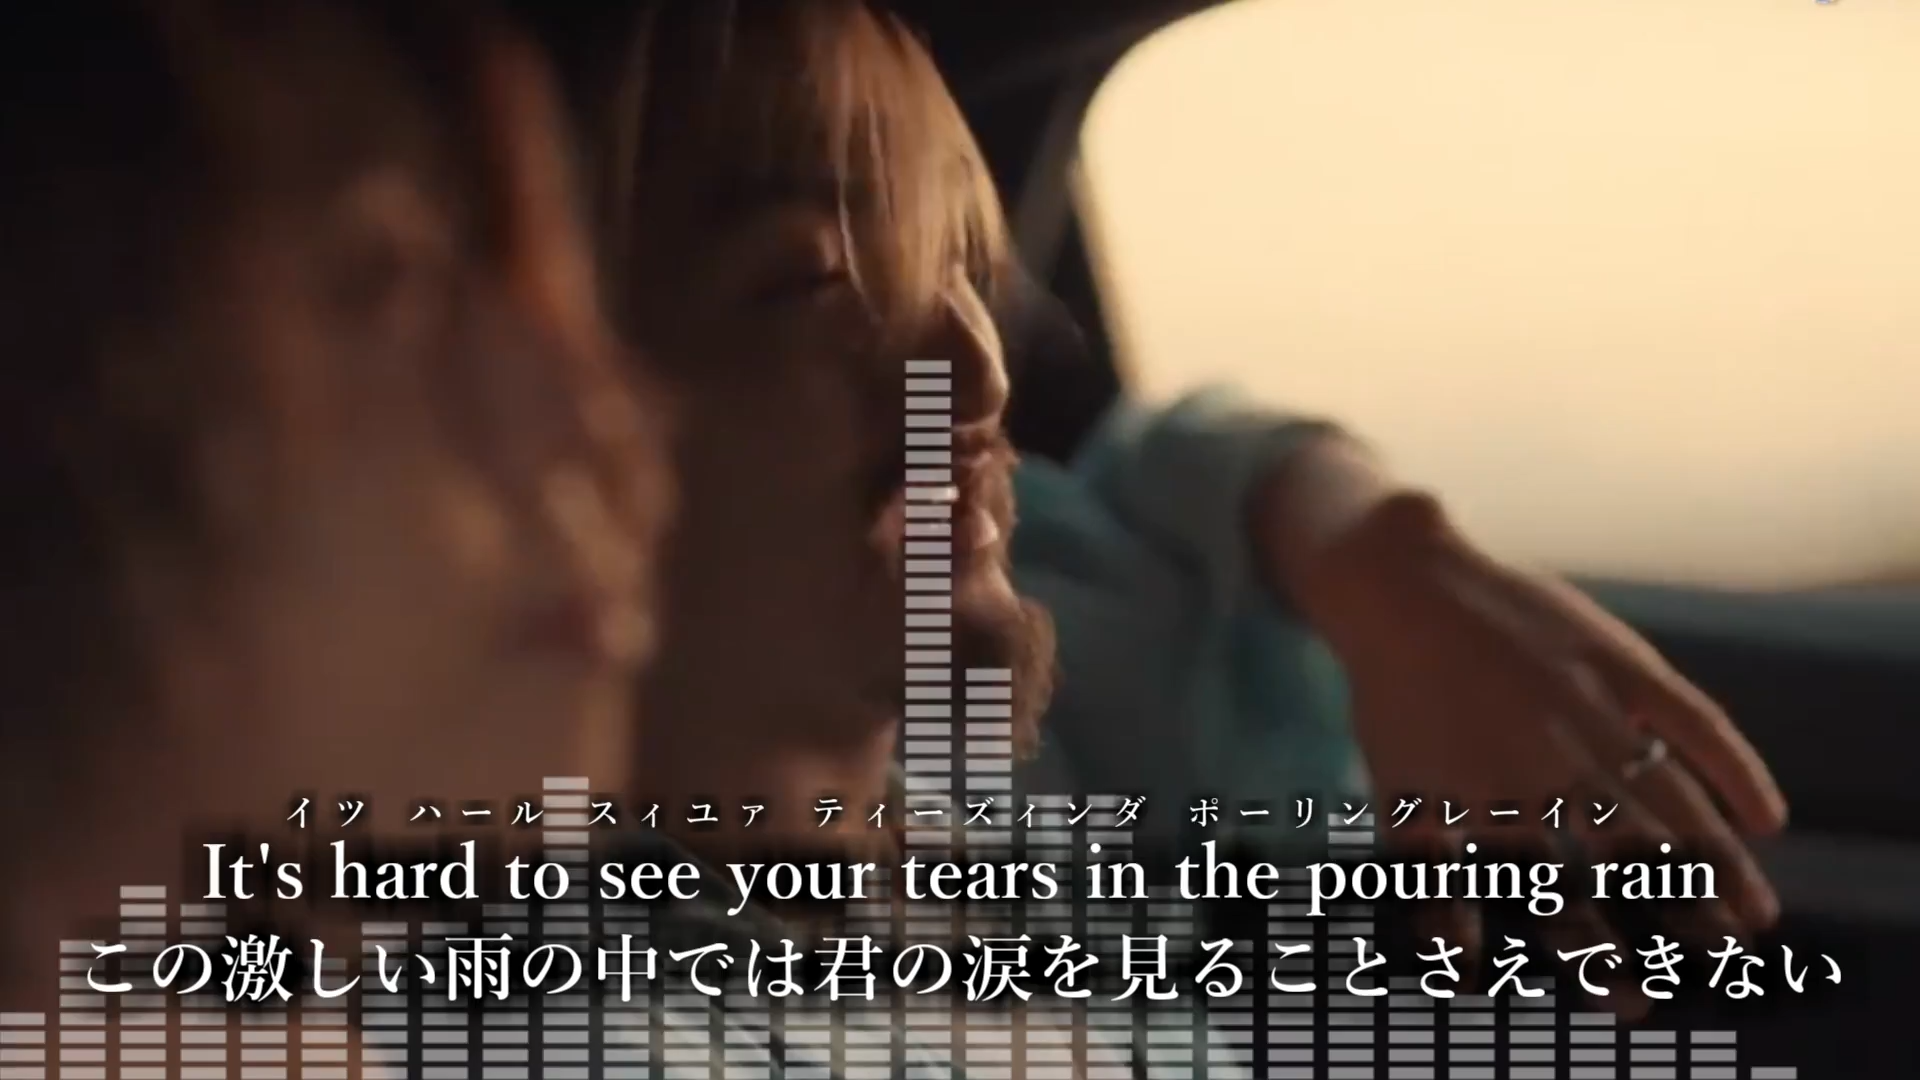 イツ ハール スィユァ ティーズィンダ ポーリングレーイン
It's hard to see your tears in the pouring rain
この激しい雨の中では君の涙を見ることさえできない